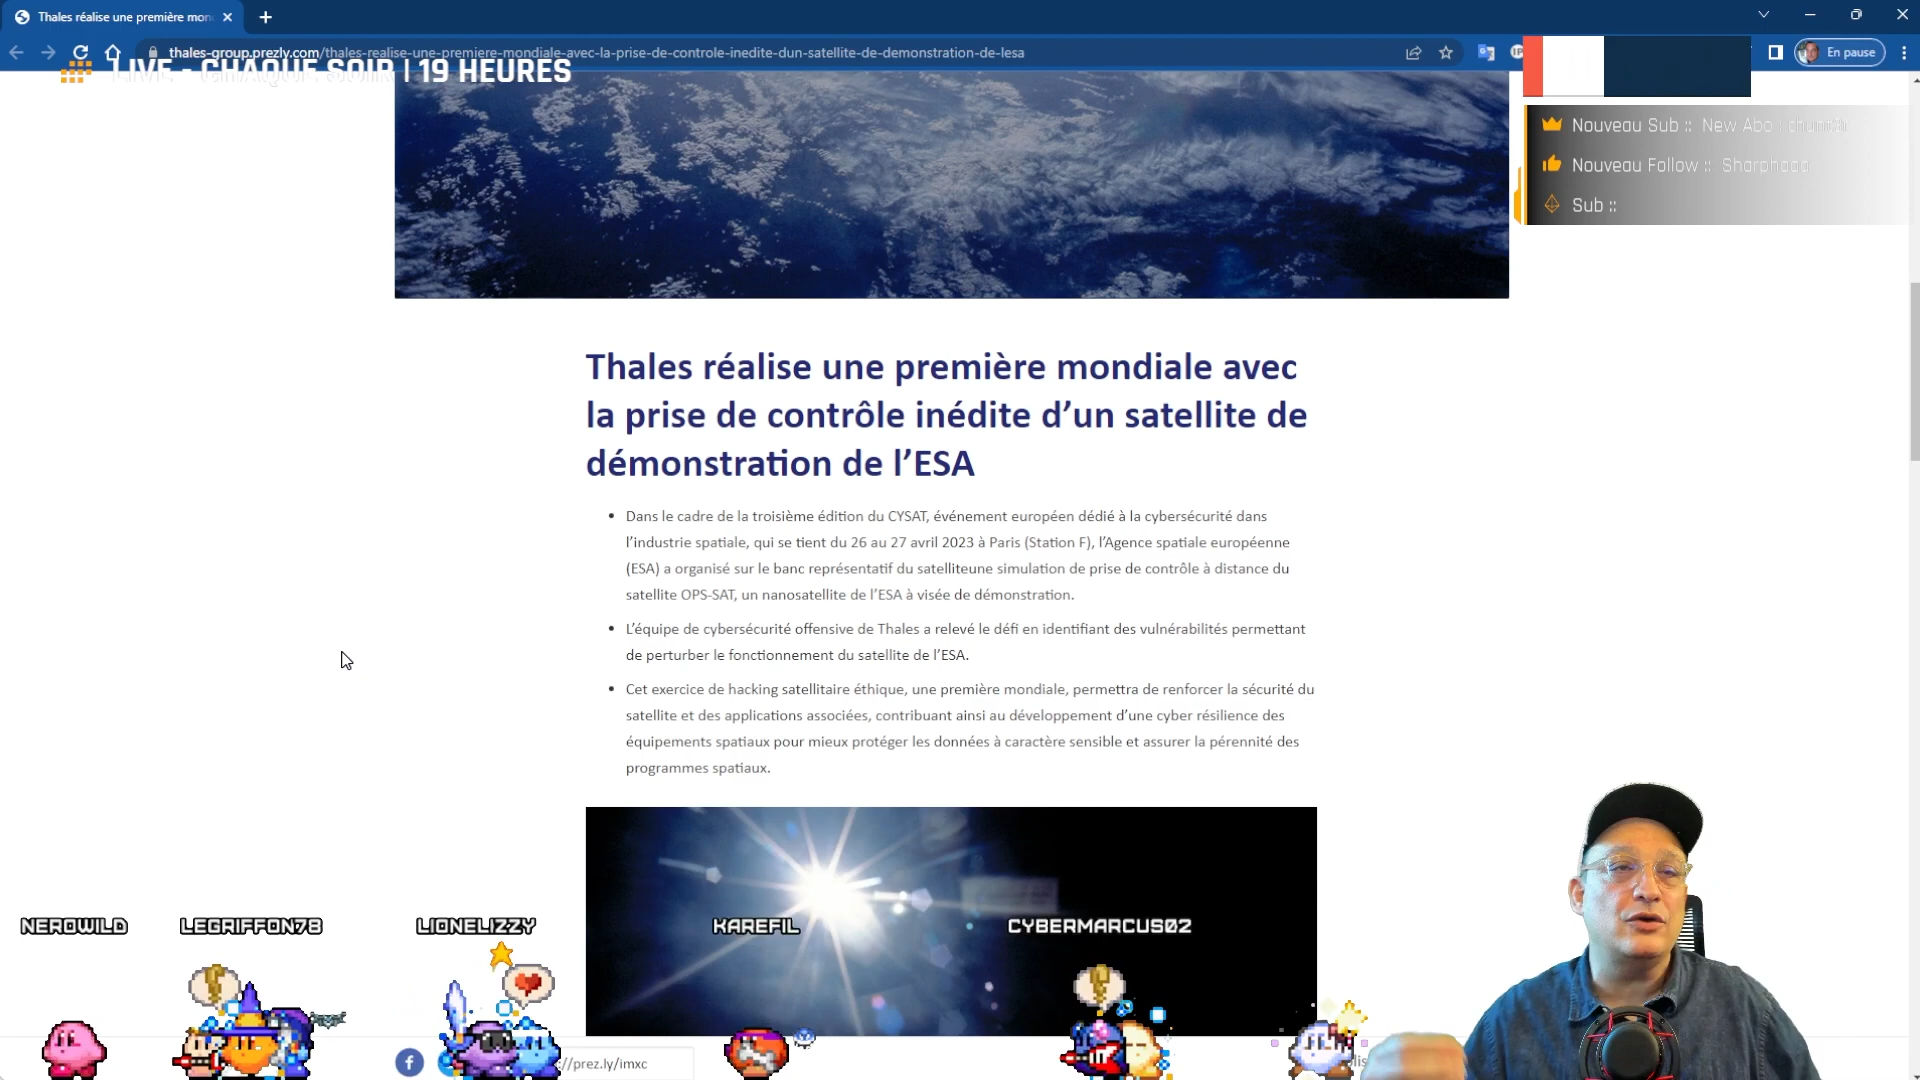 Thales réalise une première mon
thales-group.prezly.com/thales-realise-une-premiere-mondiale-avec-la-prise-de-controle-inedite-dun-satellite-de-demonstration-de-lesa
En pause
LIVE - CHAQUE SOIR | 19 HEURES
Nouveau Sub :: New Abo
Nouveau Follow :: Sharphaaa
Sub ::
Thales réalise une première mondiale avec
la prise de contrôle inédite d’un satellite de
démonstration de l’ESA
• Dans le cadre de la troisième édition du CYSAT, événement européen dédié à la cybersécurité dans
l’industrie spatiale, qui se tient du 26 au 27 avril 2023 à Paris (Station F), l’Agence spatiale européenne
(ESA) a organisé sur le banc représentatif du satelliteune simulation de prise de contrôle à distance du
satellite OPS-SAT, un nanosatellite de l’ESA à visée de démonstration.
• L’équipe de cybersécurité offensive de Thales a relevé le défi en identifiant des vulnérabilités permettant
de perturber le fonctionnement du satellite de l’ESA.
• Cet exercice de hacking satellitaire éthique, une première mondiale, permettra de renforcer la sécurité du
satellite et des applications associées, contribuant ainsi au développement d’une cyber résilience des
équipements spatiaux pour mieux protéger les données à caractère sensible et assurer la pérennité des
programmes spatiaux.
NEROWILD LEGRIFFON78 LIONELIZZY KAREFIL CYBERMARCUS02
://prez.ly/imxc